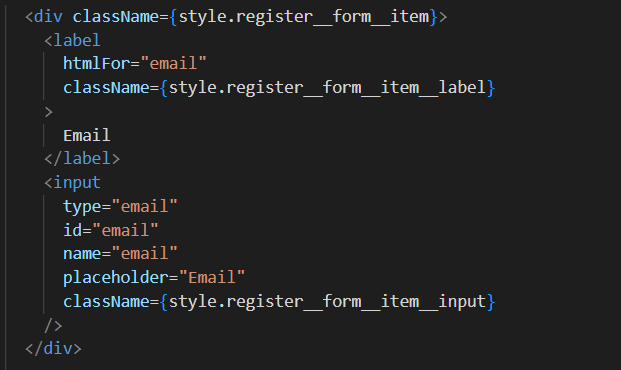 <div className={style.register__form__item}>
<label
htmlFor="email"
className={style.register__form__item__label}
>
Email
</label>
<input
type="email"
id="email"
name="email"
placeholder="Email"
className={style.register__form__item__input}
/>
</div>